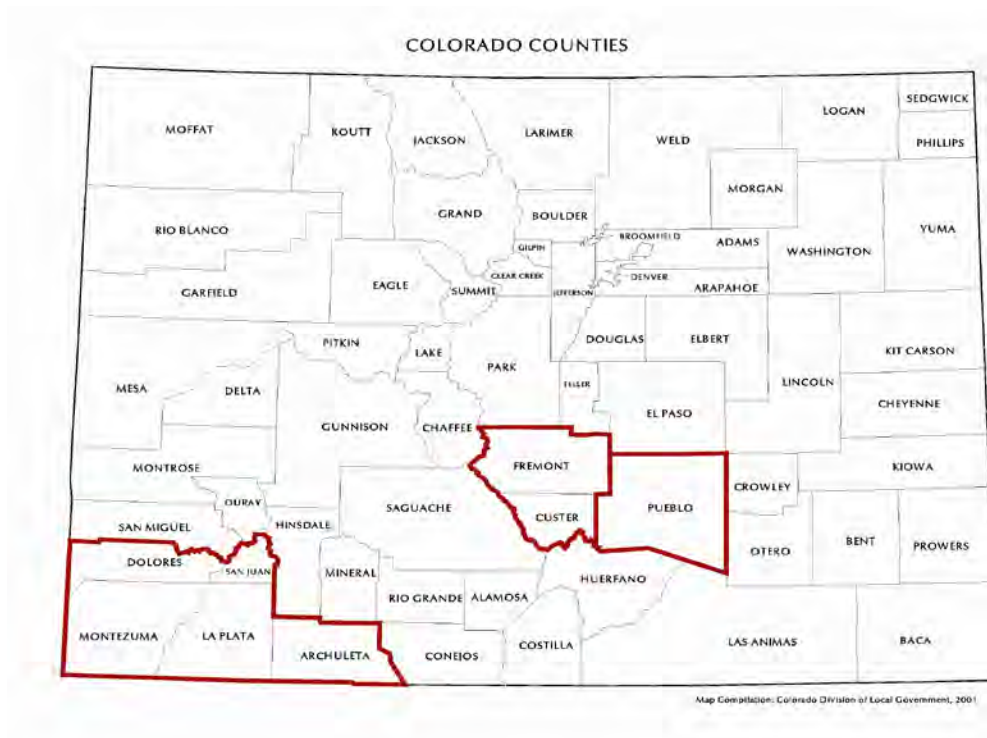 COLORADO COUNTIES
SEDGWICK
LOGAN
MOFFAT
ROUTT
JACKSON
LARIMER
WELD
PHILLIPS
MORGAN
GRAND
BOULDER
RIO BLANCO
YUMA
BROOMFIELD
ADAMS
WASHINGTON
GILPIN
CLEAR CREEK
DENVER
EAGLE
SUMMIT
JEFFERSON
ARAPAHOE
GARFIELD
PITKIN
LAKE
DOUGLAS
ELBERT
KIT CARSON
PARK
MESA
DELTA
TELLER
LINCOLN
CHEYENNE
EL PASO
GUNNISON
CHAFFEE
MONTROSE
FREMONT
KIOWA
CROWLEY
OURAY
SAGUACHE
PUEBLO
SAN MIGUEL
HINSDALE
CUSTER
BENT
PROWERS
OTERO
DOLORES
SAN JUAN
MINERAL
HUERFANO
RIO GRANDE
ALAMOSA
MONTEZUMA
LA PLATA
ARCHULETA
CONEJOS
COSTILLA
LAS ANIMAS
BACA
Map Compilation: Colorado Division of Local Government, 2001